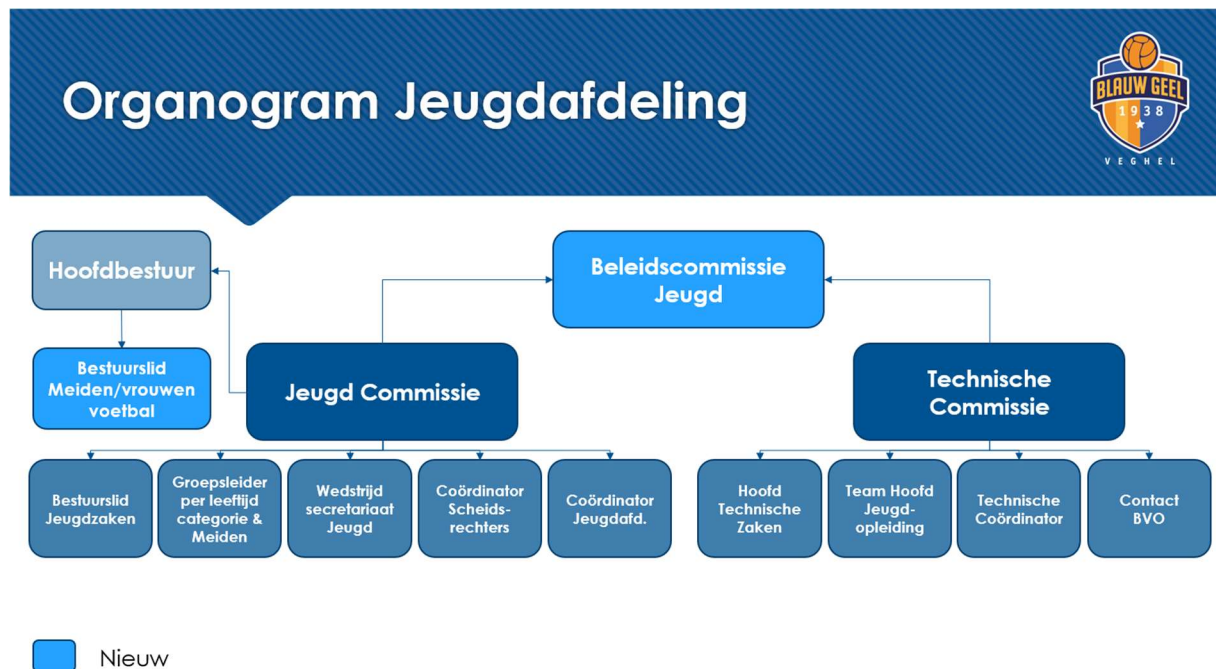 Organogram Jeugdafdeling
BLAUW GEEL
1938
VEGHEL
Hoofdbestuur
Beleidscommissie
Jeugd
Bestuurslid
Meiden/vrouwen
voetbal
Jeugd Commissie
Technische
Commissie
Bestuurslid
Jeugdzaken
Groepsleider
per leeftijd
categorie &
Meiden
Wedstrijd
secretariaat
Jeugd
Coördinator
Scheids-
rechters
Coördinator
Jeugdafd.
Hoofd
Technische
Zaken
Team Hoofd
Jeugd-
opleiding
Technische
Coördinator
Contact
BVO
Nieuw